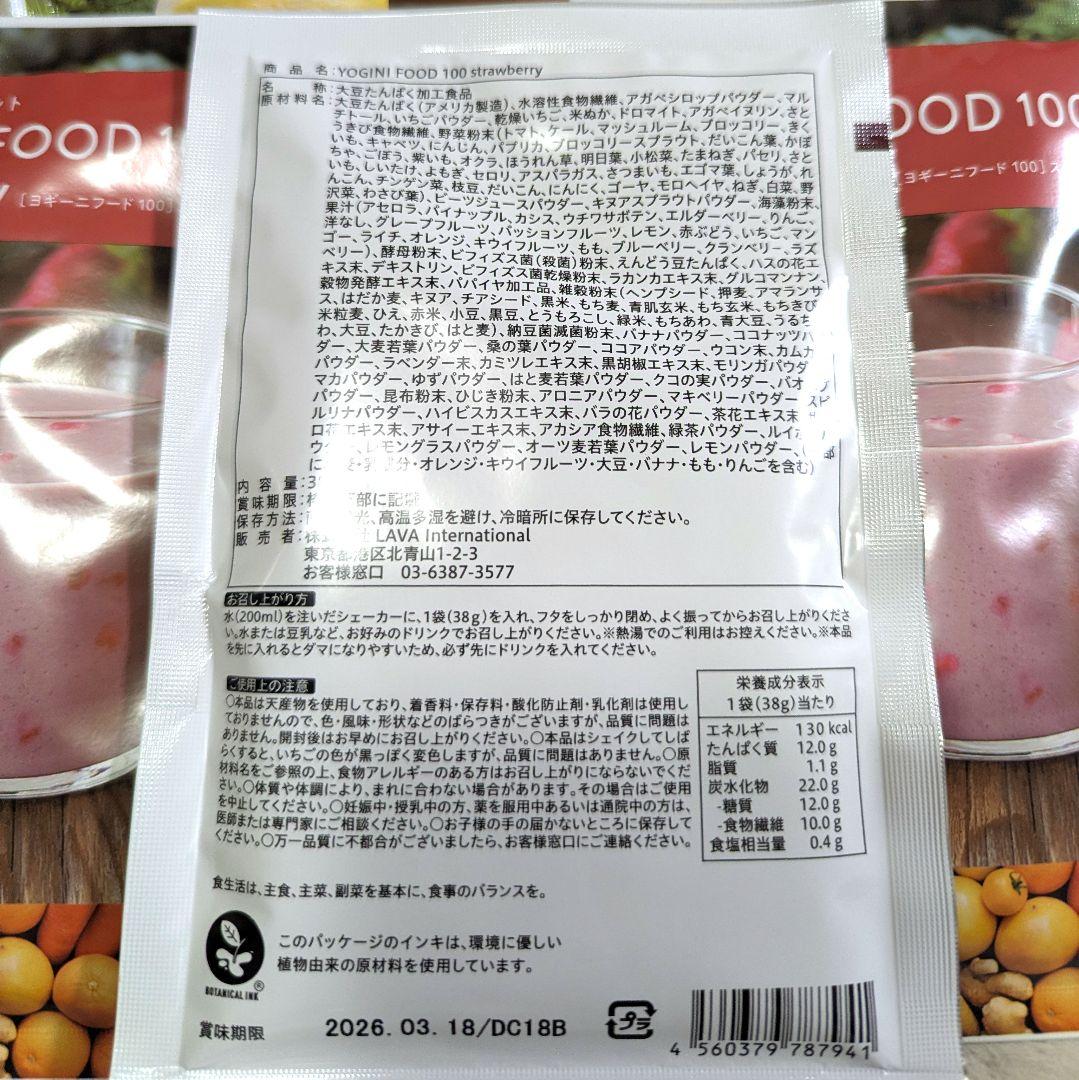 商品名:YOGINI FOOD 100 strawberry
名称:大豆たんぱく加工食品
原材料名:大豆たんぱく(アメリカ製造)、水溶性食物繊維、アガベシロップパウダー、マル
チトール、いちごパウダー、乾燥いちご、米ぬか、ドロマイト、アガベイヌリン、さと
うきび食物繊維、野菜粉末(トマト、ケール、マッシュルーム、ブロッコリー、きく
いも、キャベツ、にんじん、パプリカ、ブロッコリースプラウト、だいこん葉、かぼ
ちゃ、ごぼう、紫いも、オクラ、ほうれん草、明日葉、小松菜、たまねぎ、パセリ、さと
いも、しいたけ、よもぎ、セロリ、アスパラガス、さつまいも、エゴマ葉、しょうが、れ
んこん、チンゲン菜、枝豆、だいこん、にんにく、ゴーヤ、モロヘイヤ、ねぎ、白菜、野
沢菜、わさび葉)、ビーツジュースパウダー、キヌアスプラウトパウダー、海藻粉末、
果汁(アセロラ、パイナップル、カシス、ウチワサボテン、エルダーベリー、りんご、
洋なし、グレープフルーツ、パッションフルーツ、レモン、赤ぶどう、いちご、マン
ゴー、ライチ、オレンジ、キウイフルーツ、もも、ブルーベリー、クランベリー、ラズ
ベリー)、酵母粉末、ビフィズス菌(殺菌)粉末、えんどう豆たんぱく、ハスの花エ
キス末、デキストリン、ビフィズス菌乾燥粉末、ラカンカエキス末、グルコマンナン、
穀物発酵エキス末、パパイヤ加工品、雑穀粉末(ヘンプシード、押麦、アマランサ
ス、はだか麦、キヌア、チアシード、黒米、もち麦、青肌玄米、もち玄米、もちきび、
米粒麦、ひえ、赤米、小豆、黒豆、とうもろこし、緑米、もちあわ、青大豆、うるち
わ、大豆、たかきび、はと麦)、納豆菌滅菌粉末、バナナパウダー、ココナッツパ
ダー、大麦若葉パウダー、桑の葉パウダー、ココアパウダー、ウコン末、カムカ
パウダー、ラベンダー末、カミツレエキス末、黒胡椒エキス末、モリンガパウダ
マカパウダー、ゆずパウダー、はと麦若葉パウダー、クコの実パウダー、バオ
パウダー、昆布粉末、ひじき粉末、アロニアパウダー、マキベリーパウダー、スピ
ルリナパウダー、ハイビスカスエキス末、バラの花パウダー、茶花エキス末
ロ花エキス末、アサイーエキス末、アカシア食物繊維、緑茶パウダー、ルイボ
レモングラスパウダー、オーツ麦若葉パウダー、レモンパウダー、(部
に・乳成分・オレンジ・キウイフルーツ・大豆・バナナ・もも・りんごを含む)
内容量:3
賞味期限:部に記
保存方法:光、高温多湿を避け、冷暗所に保存してください。
販売者:株 LAVA International
東京都港区北青山1-2-3
お客様窓口 03-6387-3577
お召し上がり方
水(200ml)を注いだシェーカーに、1袋(38g)を入れ、フタをしっかり閉め、よく振ってからお召し上がりくださ
い。水または豆乳など、お好みのドリンクでお召し上がりください。※熱湯でのご利用はお控えください。※本品
を先に入れるとダマになりやすいため、必ず先にドリンクを入れてください。
ご使用上の注意
○本品は天産物を使用しており、着香料・保存料・酸化防止剤・乳化剤は使用し
ておりませんので、色・風味・形状などのばらつきがございますが、品質に問題は
ありません。開封後はお早めにお召し上がりください。○本品はシェイクしてしば
らくすると、いちごの色が黒っぽく変色しますが、品質に問題はありません。○原
材料名をご参照の上、食物アレルギーのある方はお召し上がりにならないでくだ
さい。○体質や体調により、まれに合わない場合があります。その場合はご使用
を中止してください。○妊娠中・授乳中の方、薬を服用中あるいは通院中の方は、
医師または専門家にご相談ください。○お子様の手の届かないところに保存して
ください。○万一品質に不都合がございましたら、お客様窓口にご連絡ください。
栄養成分表示
1袋(38g)当たり
エネルギー 130 kcal
たんぱく質 12.0g
脂質 1.1g
炭水化物 22.0g
-糖質 12.0g
-食物繊維 10.0g
食塩相当量 0.4g
食生活は、主食、主菜、副菜を基本に、食事のバランスを。
このパッケージのインキは、環境に優しい
植物由来の原材料を使用しています。
BOTANICAL INK
®
賞味期限 2026.03.18/DC18B
プラ
4 560379 787941
ット
FOOD 1
[ヨギーニフード 100]
OOD 100
[ヨギーニフード 100]